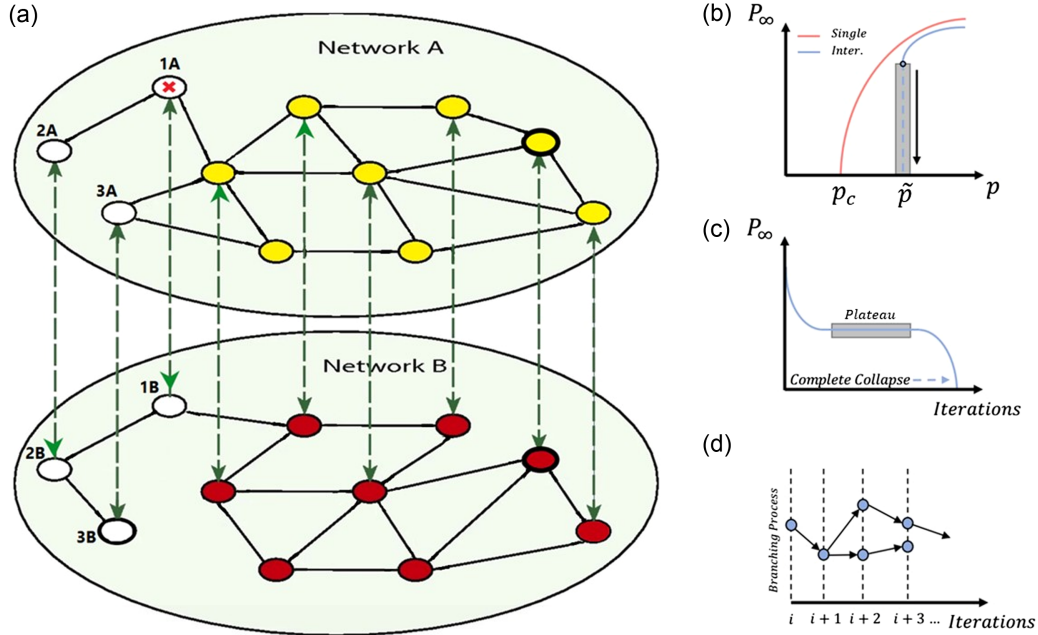 (a)
Network A
1A
2A
3A
Network B
1B
2B
3B
(b)
P∞
Single
Inter.
p_c
p̃
p
(c)
P∞
Plateau
Complete Collapse
Iterations
(d)
Branching Process
i
i + 1
i + 2
i + 3 ...
Iterations